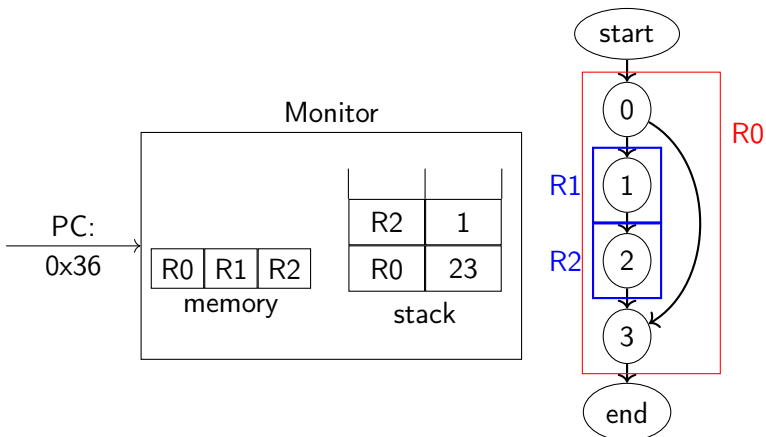 Monitor
PC:
0x36
R0 R1 R2
memory
R2 1
R0 23
stack
start
0
R0
R1
1
R2
2
3
end